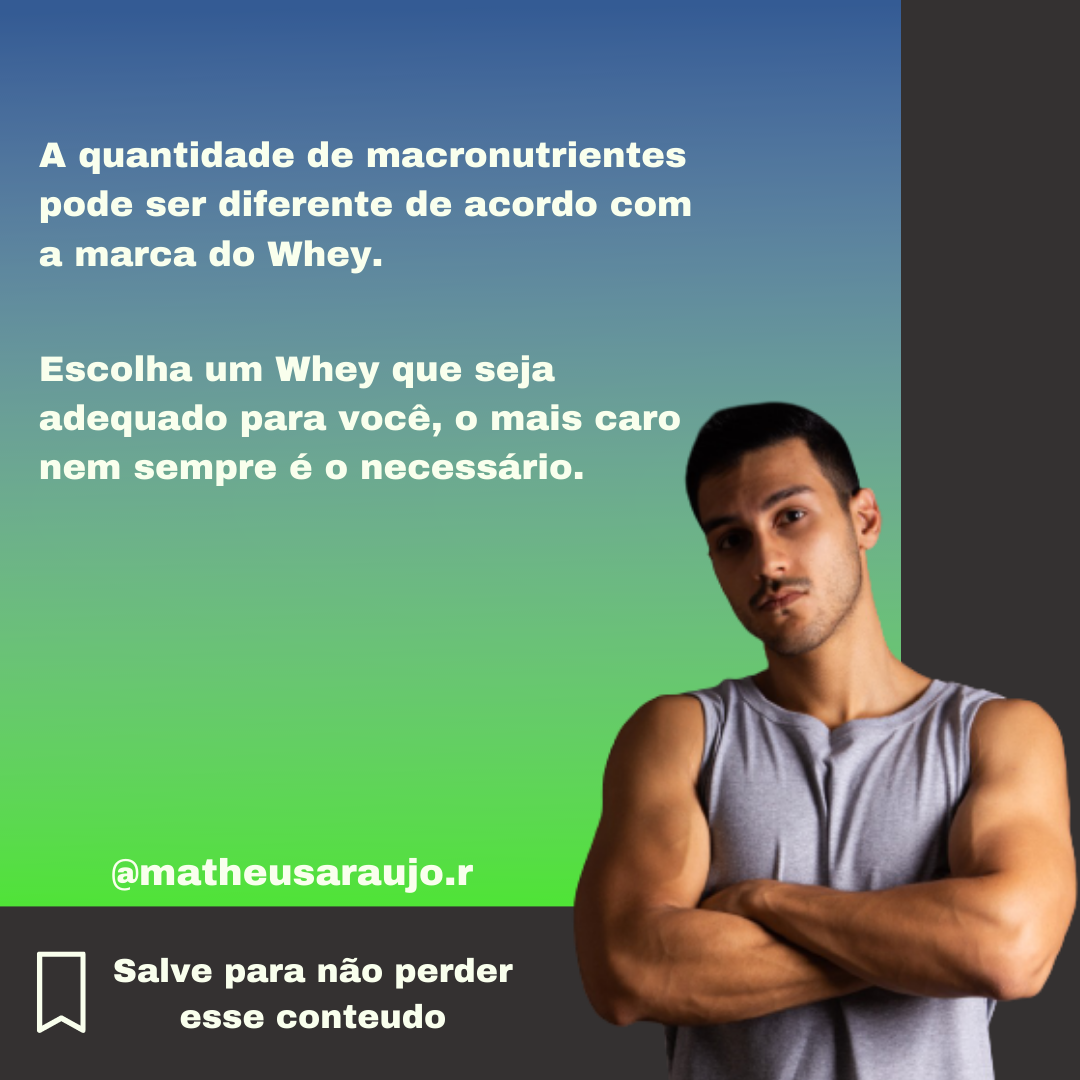 A quantidade de macronutrientes
pode ser diferente de acordo com
a marca do Whey.
Escolha um Whey que seja
adequado para você, o mais caro
nem sempre é o necessário.
@matheusaraujo.r
Salve para não perder
esse conteudo